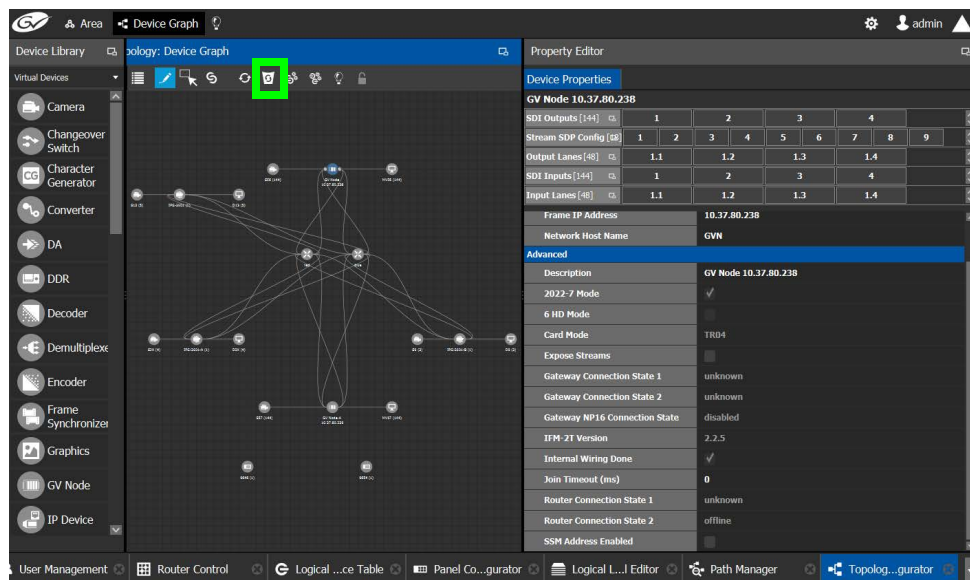 Area
Device Graph
admin
Device Library
pology: Device Graph
Property Editor
Virtual Devices
Camera
Changeover
Switch
Character
Generator
Converter
DA
DDR
Decoder
Demultiplexe
Encoder
Frame
Synchronizer
Graphics
GV Node
IP Device
Device Properties
GV Node 10.37.80.238
SDI Outputs [144] 1 2 3 4
Stream SDP Config 1 2 3 4 5 6 7 8 9
Output Lanes [48] 1.1 1.2 1.3 1.4
SDI Inputs [144] 1 2 3 4
Input Lanes [48] 1.1 1.2 1.3 1.4
Frame IP Address 10.37.80.238
Network Host Name GVN
Advanced
Description GV Node 10.37.80.238
2022-7 Mode
6 HD Mode
Card Mode TR04
Expose Streams
Gateway Connection State 1 unknown
Gateway Connection State 2 unknown
Gateway NP16 Connection State disabled
IFM-2T Version 2.2.5
Internal Wiring Done
Join Timeout (ms) 0
Router Connection State 1 unknown
Router Connection State 2 offline
SSM Address Enabled
User Management
Router Control
Logical ...ce Table
Panel Co...gurator
Logical L...l Editor
Path Manager
Topolog...gurator